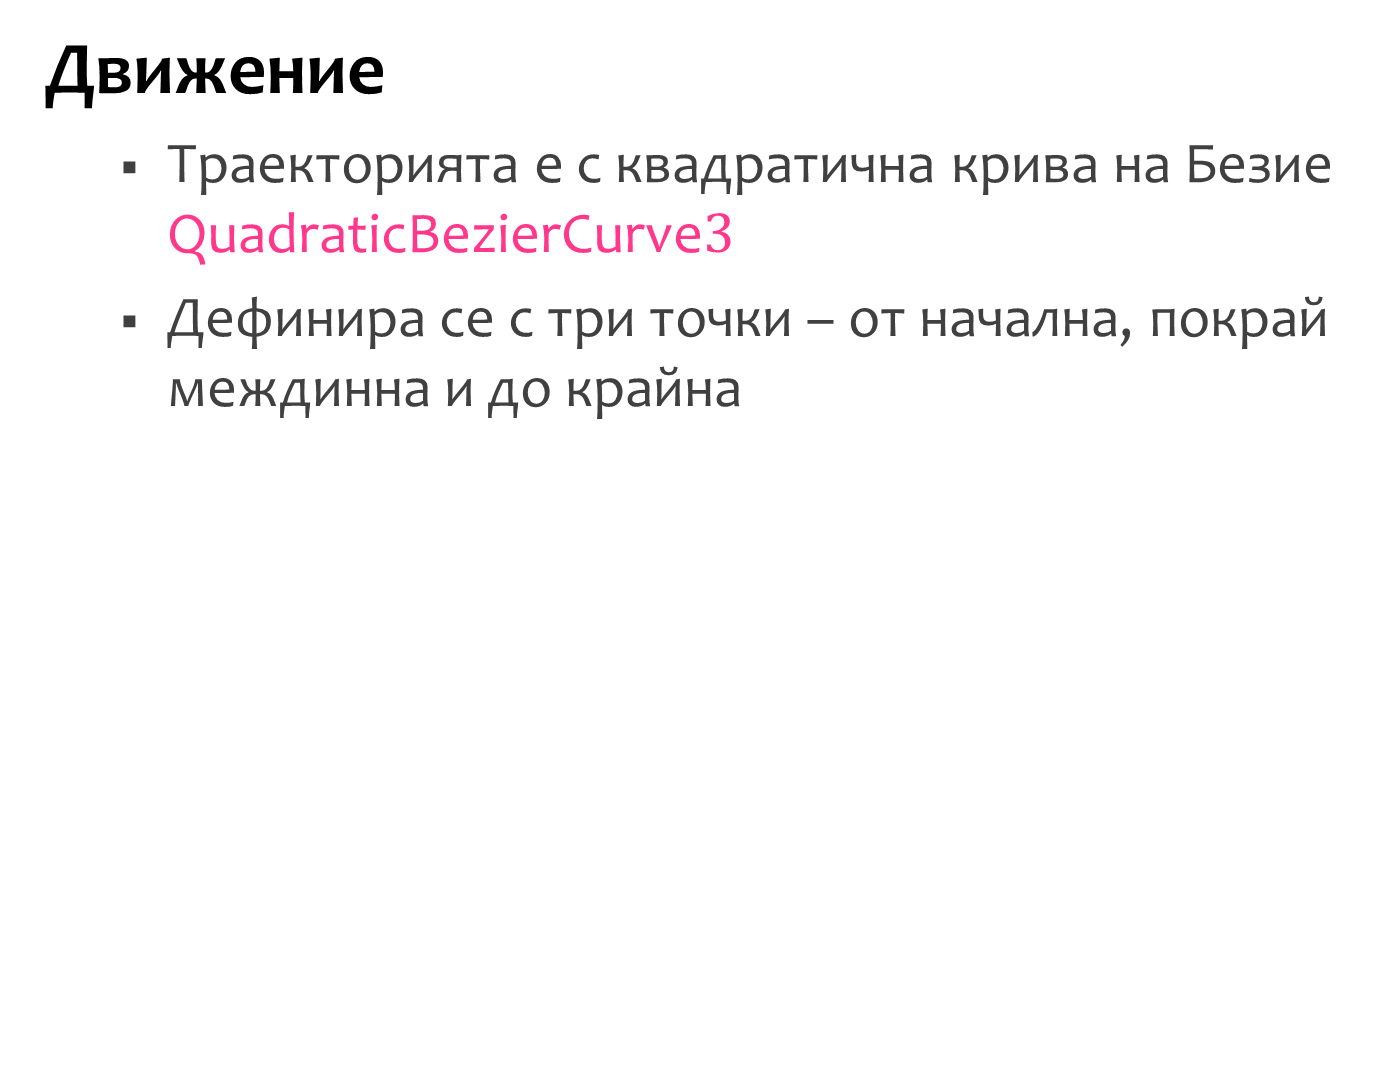 Движение
▪ Траекторията е с квадратична крива на Безие
QuadraticBezierCurve3
▪ Дефинира се с три точки – от начална, покрай
междинна и до крайна